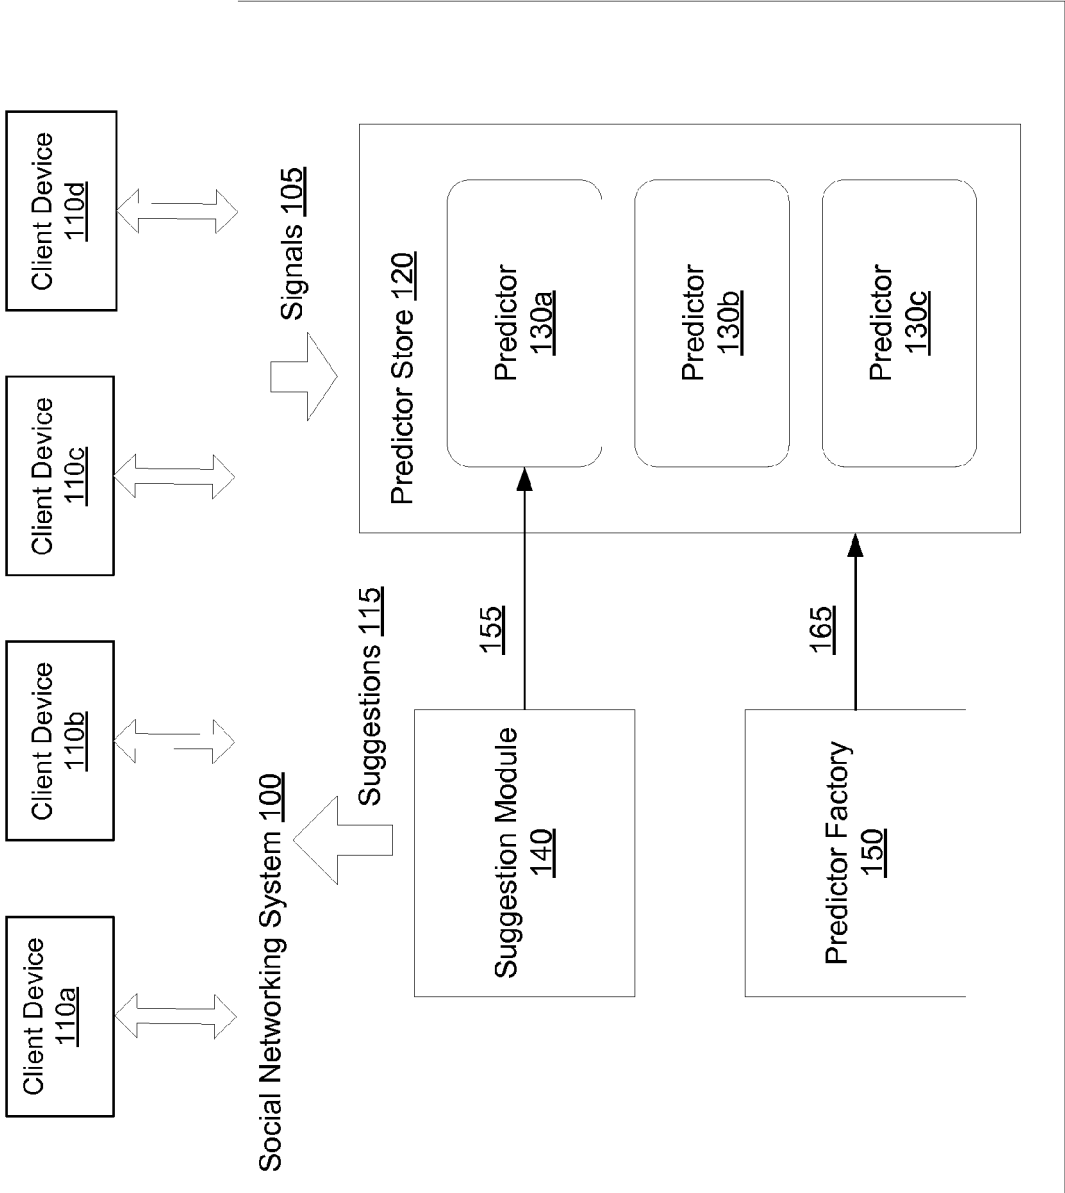 Client Device
110a
Client Device
110b
Client Device
110c
Client Device
110d
Social Networking System 100
Signals 105
Suggestions 115
Predictor Store 120
Suggestion Module
140
155
Predictor
130a
Predictor
130b
Predictor Factory
150
165
Predictor
130c